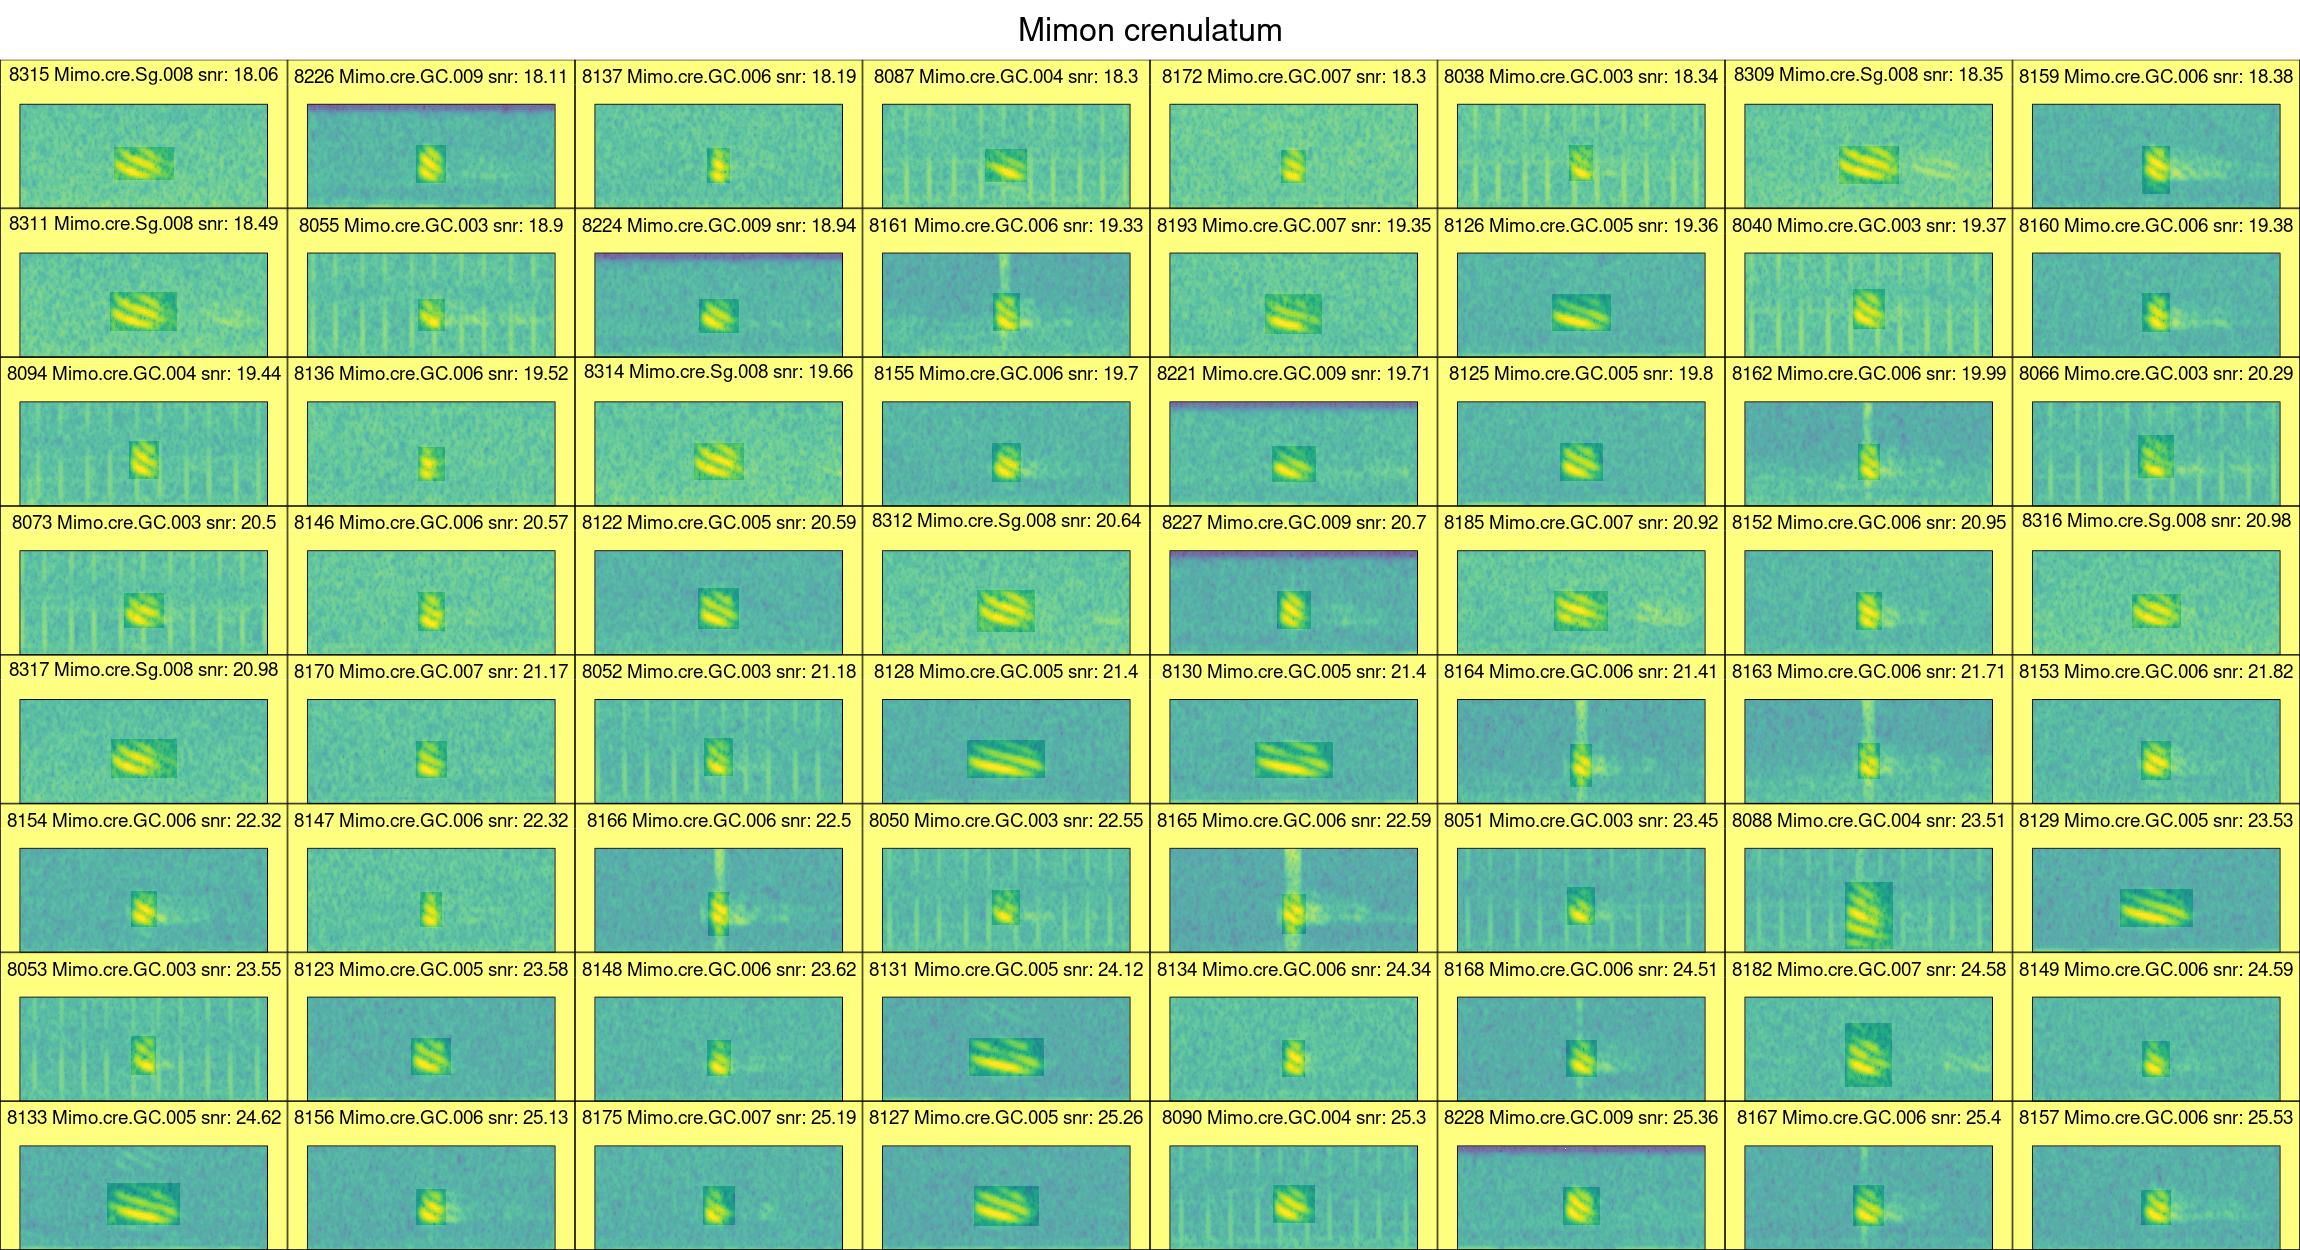 Mimon crenulatum
8315 Mimo.cre.Sg.008 snr: 18.06
8226 Mimo.cre.GC.009 snr: 18.11
8137 Mimo.cre.GC.006 snr: 18.19
8087 Mimo.cre.GC.004 snr: 18.3
8172 Mimo.cre.GC.007 snr: 18.3
8038 Mimo.cre.GC.003 snr: 18.34
8309 Mimo.cre.Sg.008 snr: 18.35
8159 Mimo.cre.GC.006 snr: 18.38
8311 Mimo.cre.Sg.008 snr: 18.49
8055 Mimo.cre.GC.003 snr: 18.9
8224 Mimo.cre.GC.009 snr: 18.94
8161 Mimo.cre.GC.006 snr: 19.33
8193 Mimo.cre.GC.007 snr: 19.35
8126 Mimo.cre.GC.005 snr: 19.36
8040 Mimo.cre.GC.003 snr: 19.37
8160 Mimo.cre.GC.006 snr: 19.38
8094 Mimo.cre.GC.004 snr: 19.44
8136 Mimo.cre.GC.006 snr: 19.52
8314 Mimo.cre.Sg.008 snr: 19.66
8155 Mimo.cre.GC.006 snr: 19.7
8221 Mimo.cre.GC.009 snr: 19.71
8125 Mimo.cre.GC.005 snr: 19.8
8162 Mimo.cre.GC.006 snr: 19.99
8066 Mimo.cre.GC.003 snr: 20.29
8073 Mimo.cre.GC.003 snr: 20.5
8146 Mimo.cre.GC.006 snr: 20.57
8122 Mimo.cre.GC.005 snr: 20.59
8312 Mimo.cre.Sg.008 snr: 20.64
8227 Mimo.cre.GC.009 snr: 20.7
8185 Mimo.cre.GC.007 snr: 20.92
8152 Mimo.cre.GC.006 snr: 20.95
8316 Mimo.cre.Sg.008 snr: 20.98
8317 Mimo.cre.Sg.008 snr: 20.98
8170 Mimo.cre.GC.007 snr: 21.17
8052 Mimo.cre.GC.003 snr: 21.18
8128 Mimo.cre.GC.005 snr: 21.4
8130 Mimo.cre.GC.005 snr: 21.4
8164 Mimo.cre.GC.006 snr: 21.41
8163 Mimo.cre.GC.006 snr: 21.71
8153 Mimo.cre.GC.006 snr: 21.82
8154 Mimo.cre.GC.006 snr: 22.32
8147 Mimo.cre.GC.006 snr: 22.32
8166 Mimo.cre.GC.006 snr: 22.5
8050 Mimo.cre.GC.003 snr: 22.55
8165 Mimo.cre.GC.006 snr: 22.59
8051 Mimo.cre.GC.003 snr: 23.45
8088 Mimo.cre.GC.004 snr: 23.51
8129 Mimo.cre.GC.005 snr: 23.53
8053 Mimo.cre.GC.003 snr: 23.55
8123 Mimo.cre.GC.005 snr: 23.58
8148 Mimo.cre.GC.006 snr: 23.62
8131 Mimo.cre.GC.005 snr: 24.12
8134 Mimo.cre.GC.006 snr: 24.34
8168 Mimo.cre.GC.006 snr: 24.51
8182 Mimo.cre.GC.007 snr: 24.58
8149 Mimo.cre.GC.006 snr: 24.59
8133 Mimo.cre.GC.005 snr: 24.62
8156 Mimo.cre.GC.006 snr: 25.13
8175 Mimo.cre.GC.007 snr: 25.19
8127 Mimo.cre.GC.005 snr: 25.26
8090 Mimo.cre.GC.004 snr: 25.3
8228 Mimo.cre.GC.009 snr: 25.36
8167 Mimo.cre.GC.006 snr: 25.4
8157 Mimo.cre.GC.006 snr: 25.53